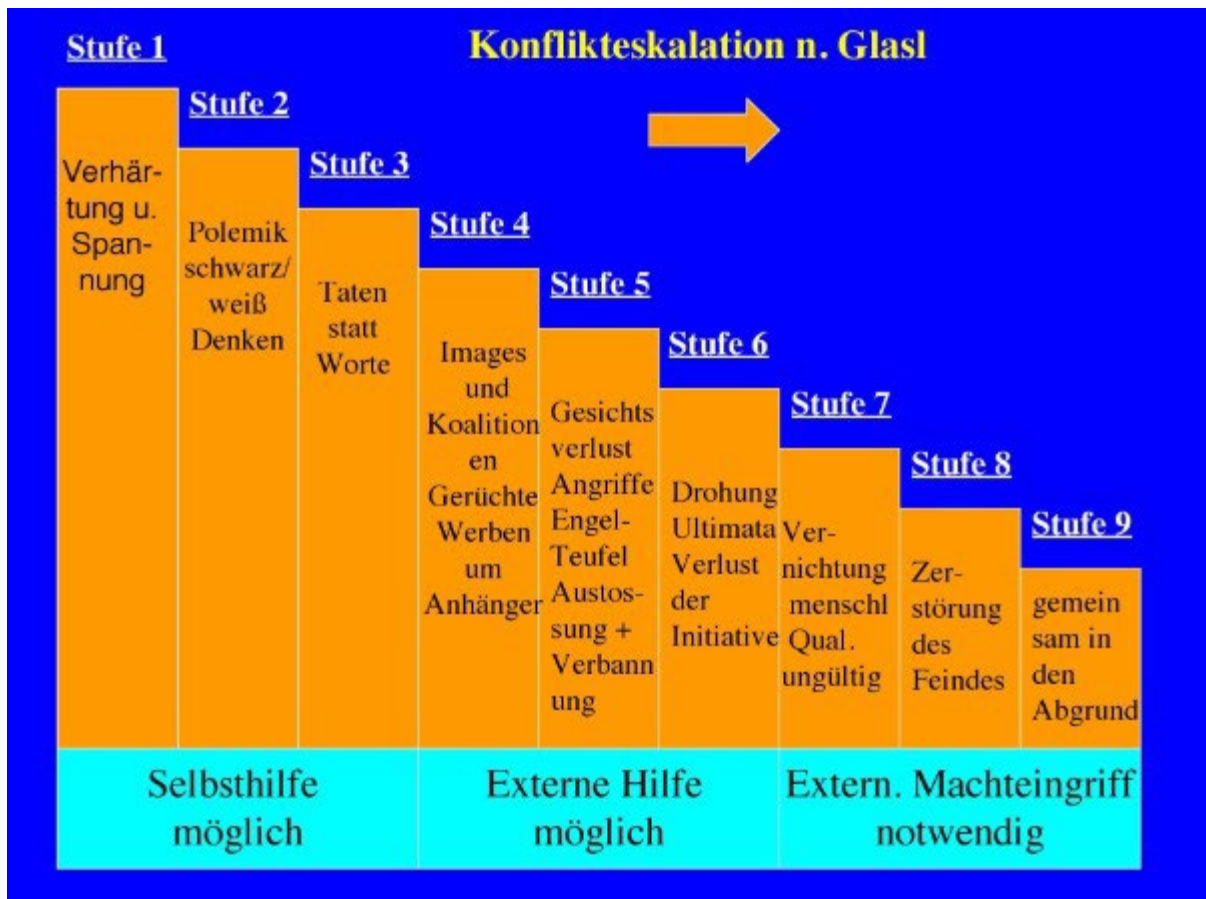 Konflikteskalation n. Glasl
Stufe 1
Verhär-
tung u.
Span-
nung
Stufe 2
Polemik
schwarz/
weiß
Denken
Stufe 3
Taten
statt
Worte
Stufe 4
Images
und
Koalition
en
Gerüchte
Werben
um
Anhänger
Stufe 5
Gesichts
verlust
Angriffe
Engel-
Teufel
Austos-
sung +
Verbann
ung
Stufe 6
Drohung
Ultimata
Verlust
der
Initiative
Stufe 7
Ver-
nichtung
menschl
Qual.
ungültig
Stufe 8
Zer-
störung
des
Feindes
Stufe 9
gemein
sam in
den
Abgrund
Selbsthilfe
möglich
Externe Hilfe
möglich
Extern. Machteingriff
notwendig